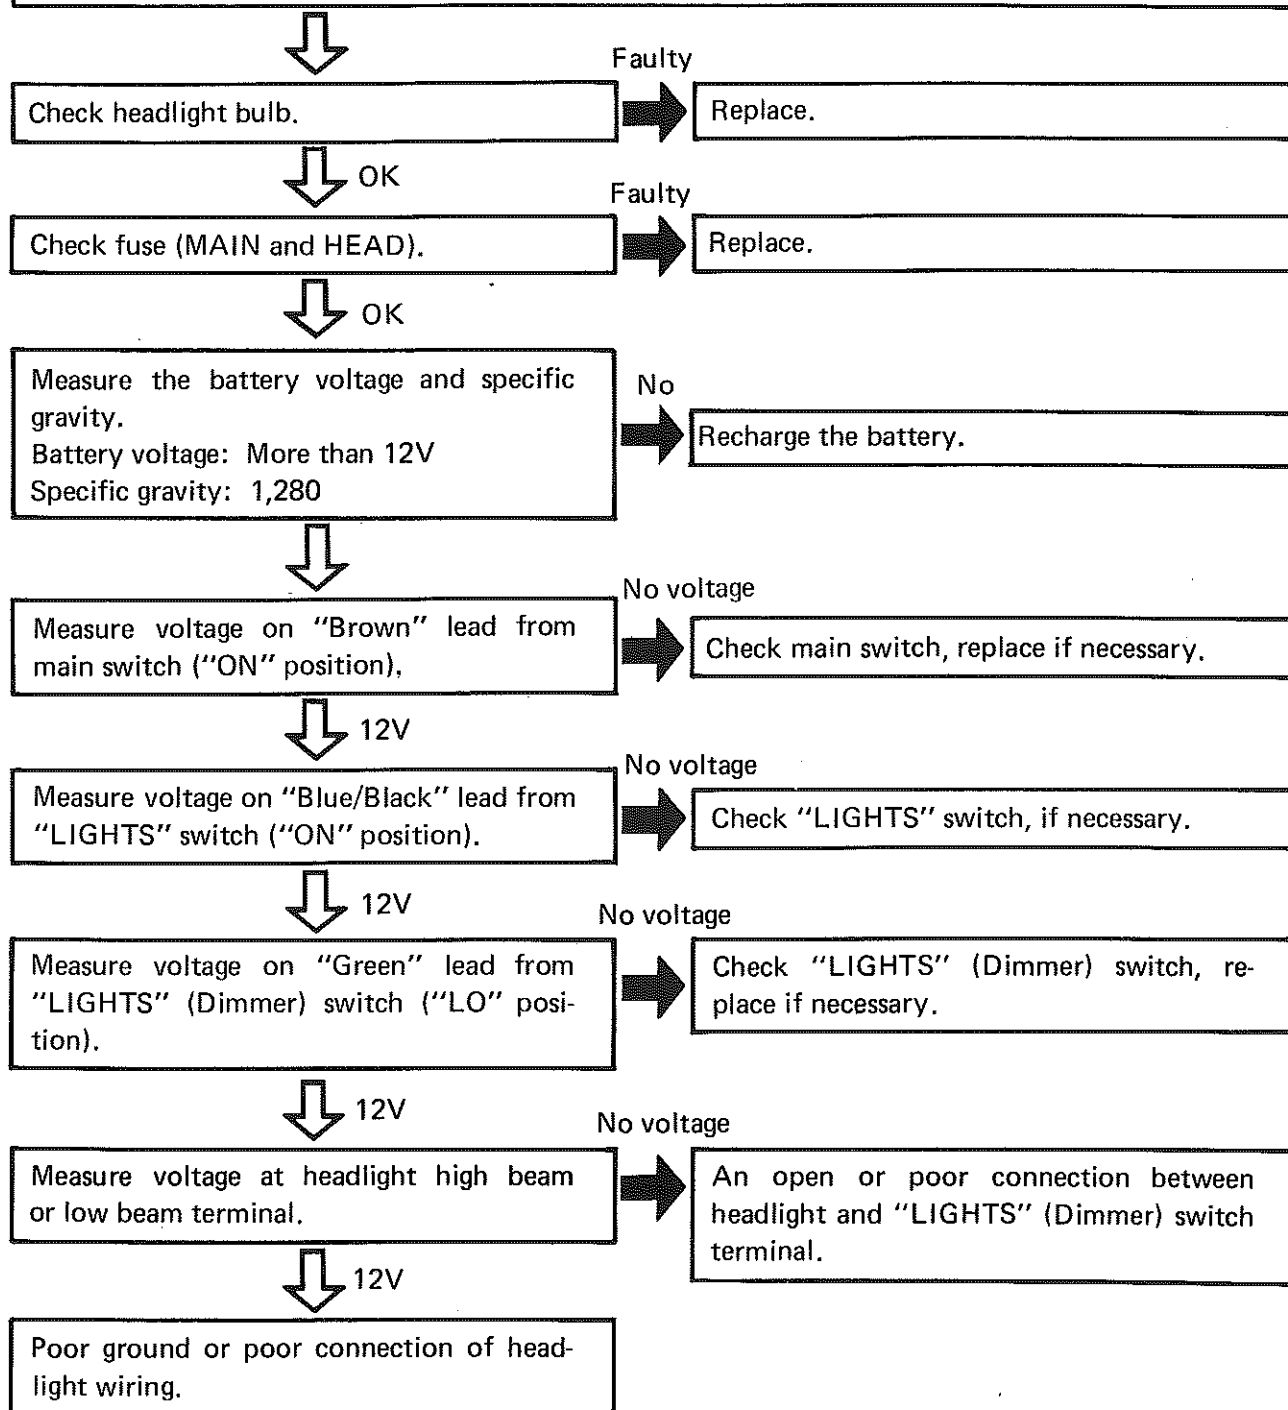 Faulty
Check headlight bulb.
Replace.
OK
Faulty
Check fuse (MAIN and HEAD).
Replace.
OK
Measure the battery voltage and specific
gravity.
Battery voltage: More than 12V
Specific gravity: 1,280
No
Recharge the battery.
No voltage
Measure voltage on "Brown" lead from
main switch ("ON" position).
Check main switch, replace if necessary.
12V
No voltage
Measure voltage on "Blue/Black" lead from
"LIGHTS" switch ("ON" position).
Check "LIGHTS" switch, if necessary.
12V
No voltage
Measure voltage on "Green" lead from
"LIGHTS" (Dimmer) switch ("LO" posi-
tion).
Check "LIGHTS" (Dimmer) switch, re-
place if necessary.
12V
No voltage
Measure voltage at headlight high beam
or low beam terminal.
An open or poor connection between
headlight and "LIGHTS" (Dimmer) switch
terminal.
12V
Poor ground or poor connection of head-
light wiring.